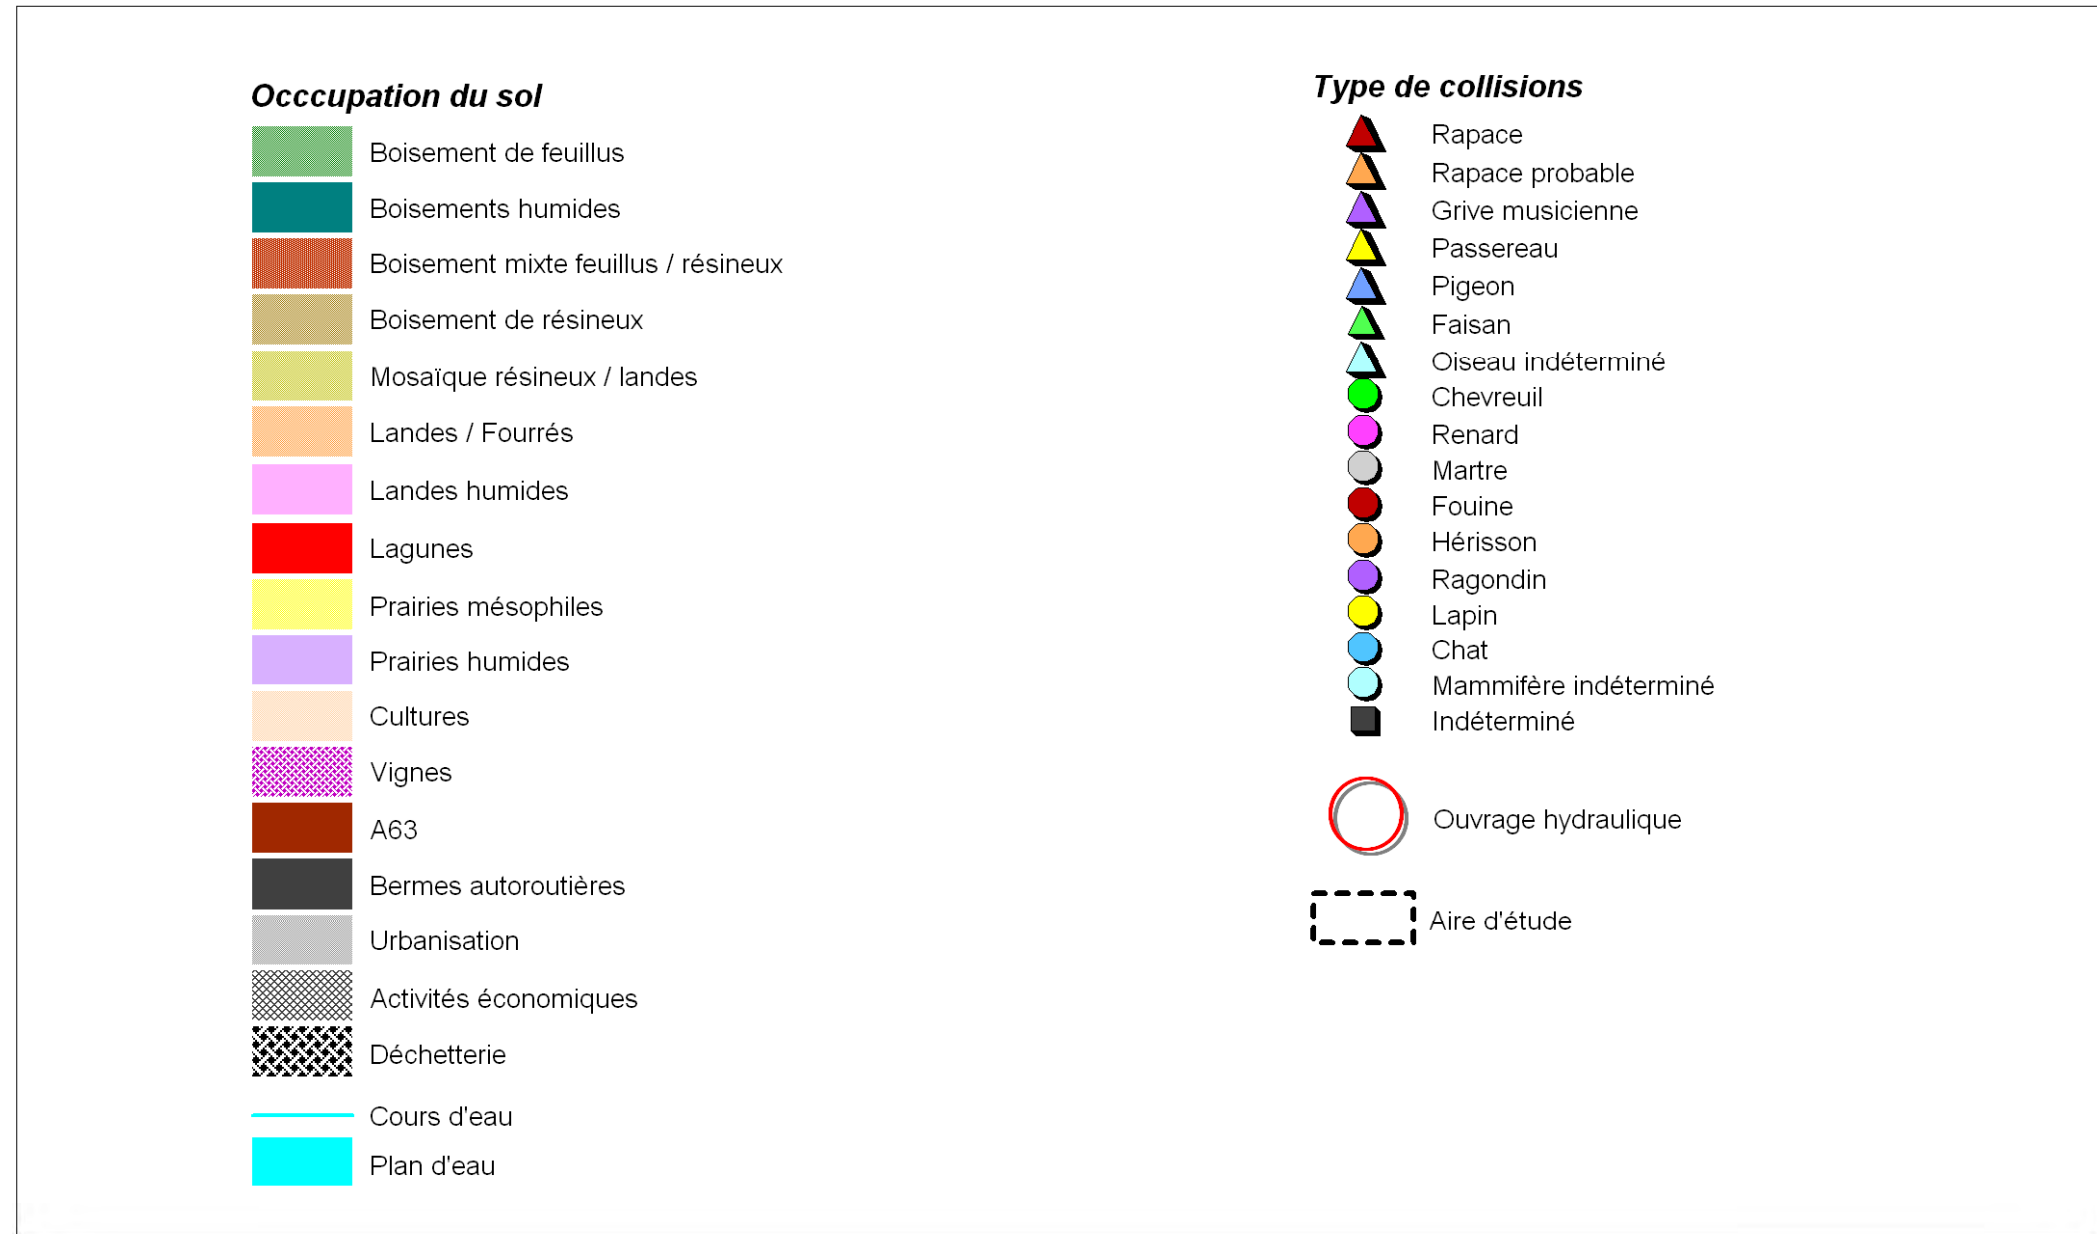 Occcupation du sol
Boisement de feuillus
Boisements humides
Boisement mixte feuillus / résineux
Boisement de résineux
Mosaïque résineux / landes
Landes / Fourrés
Landes humides
Lagunes
Prairies mésophiles
Prairies humides
Cultures
Vignes
A63
Bermes autoroutières
Urbanisation
Activités économiques
Déchetterie
Cours d'eau
Plan d'eau
Type de collisions
Rapace
Rapace probable
Grive musicienne
Passereau
Pigeon
Faisan
Oiseau indéterminé
Chevreuil
Renard
Martre
Fouine
Hérisson
Ragondin
Lapin
Chat
Mammifère indéterminé
Indéterminé
Ouvrage hydraulique
Aire d'étude